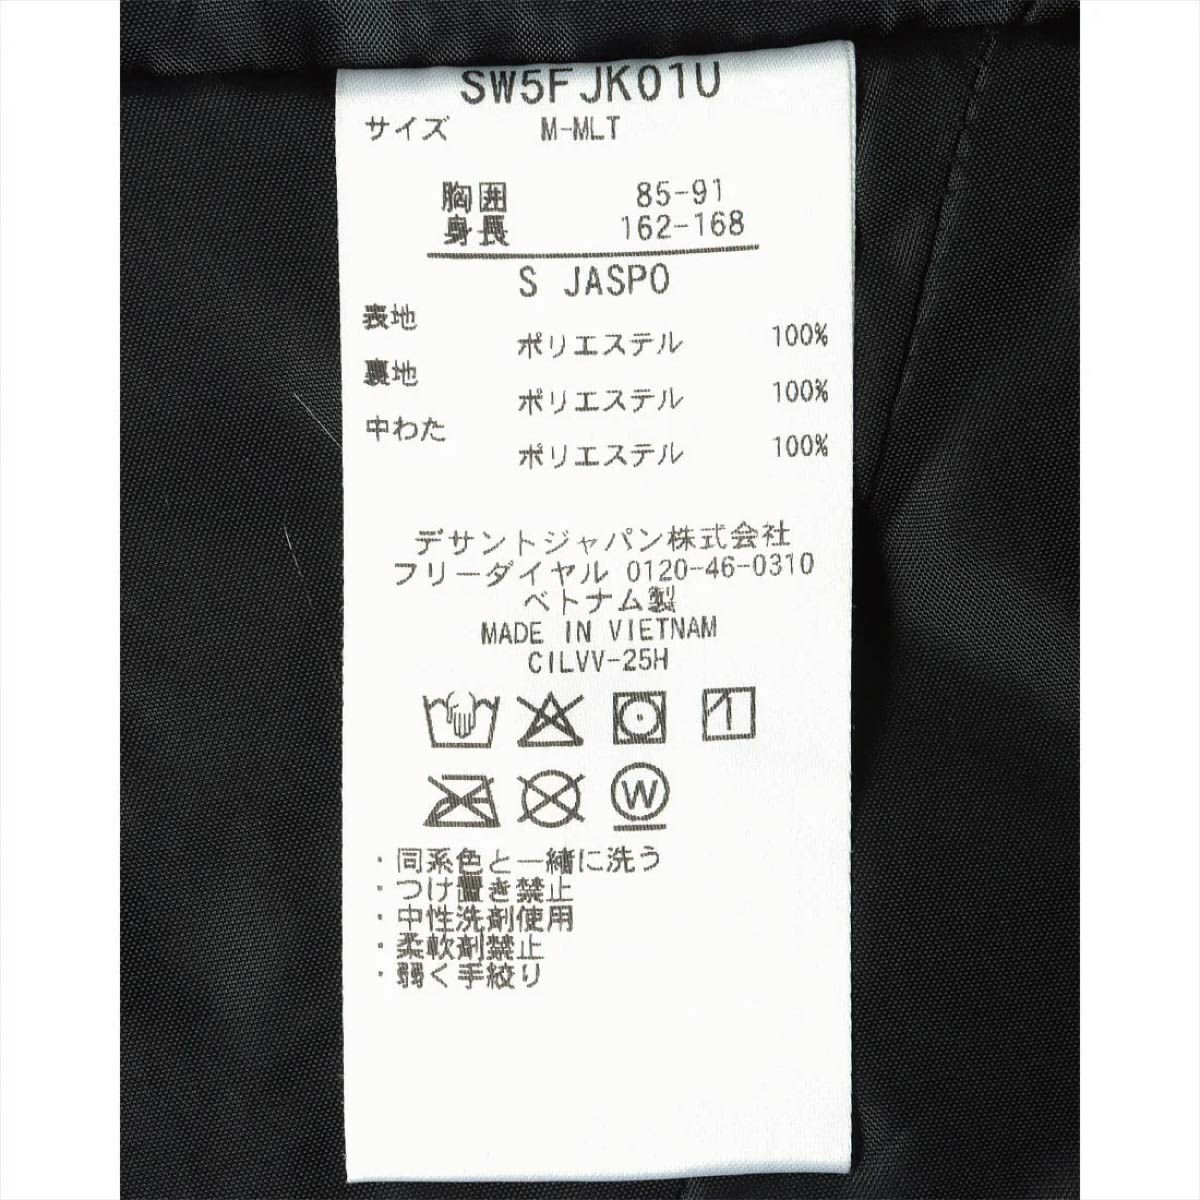 SW5FJK01U
サイズ M-MLT
胸囲 85-91
身長 162-168
S JASPO
表地
ポリエステル 100%
裏地
ポリエステル 100%
中わた
ポリエステル 100%
デサントジャパン株式会社
フリーダイヤル 0120-46-0310
ベトナム製
MADE IN VIETNAM
CILVV-25H
W
・同系色と一緒に洗う
・つけ置き禁止
・中性洗剤使用
・柔軟剤禁止
・弱く手絞り